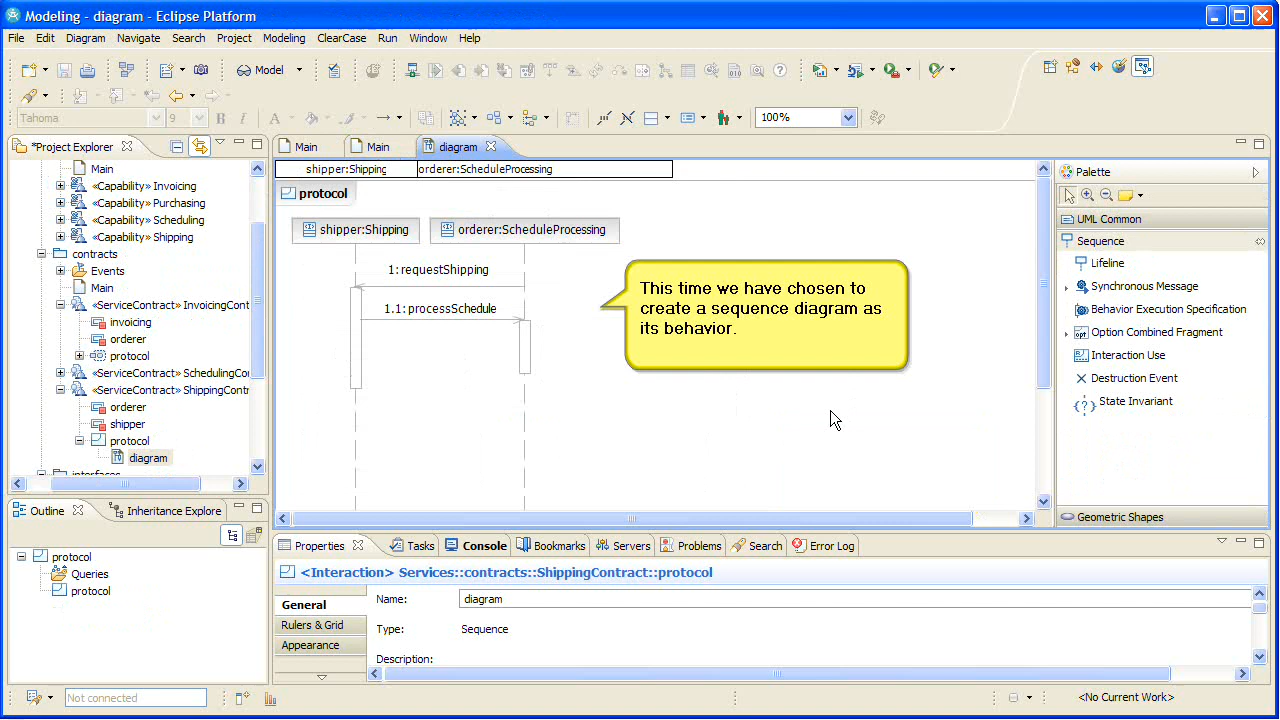 Modeling - diagram - Eclipse Platform
File Edit Diagram Navigate Search Project Modeling ClearCase Run Window Help
Model
Tahoma 9 B I A 100%
*Project Explorer
Main
«Capability» Invoicing
«Capability» Purchasing
«Capability» Scheduling
«Capability» Shipping
contracts
Events
Main
«ServiceContract» InvoicingCont
invoicing
orderer
protocol
«ServiceContract» SchedulingCo
«ServiceContract» ShippingContr
orderer
shipper
protocol
diagram
interfaces
Main Main diagram
shipper:Shipping orderer:ScheduleProcessing
protocol
shipper:Shipping orderer:ScheduleProcessing
1: requestShipping
1.1: processSchedule
This time we have chosen to
create a sequence diagram as
its behavior.
Palette
UML Common
Sequence
Lifeline
Synchronous Message
Behavior Execution Specification
opt Option Combined Fragment
Interaction Use
Destruction Event
{?} State Invariant
Geometric Shapes
Outline Inheritance Explore
protocol
Queries
protocol
Properties Tasks Console Bookmarks Servers Problems Search Error Log
<Interaction> Services::contracts::ShippingContract::protocol
General
Rulers & Grid
Appearance
Name: diagram
Type: Sequence
Description:
Not connected
<No Current Work>